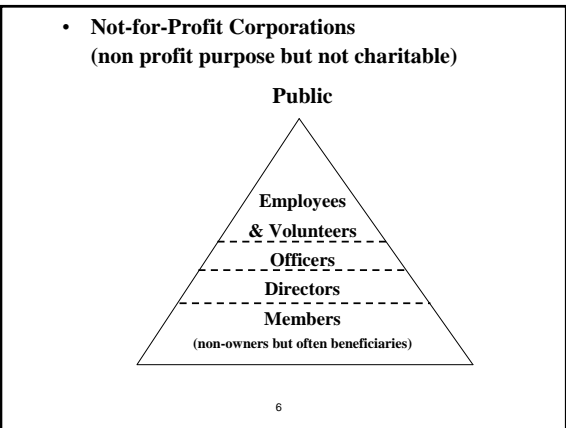 • Not-for-Profit Corporations
(non profit purpose but not charitable)
Public
Employees
& Volunteers
Officers
Directors
Members
(non-owners but often beneficiaries)
6